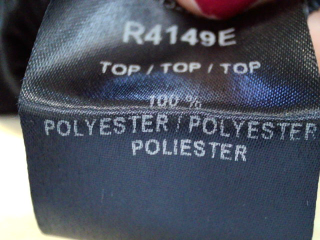 R4149E
TOP / TOP / TOP
100 %
POLYESTER / POLYESTER
POLIESTER